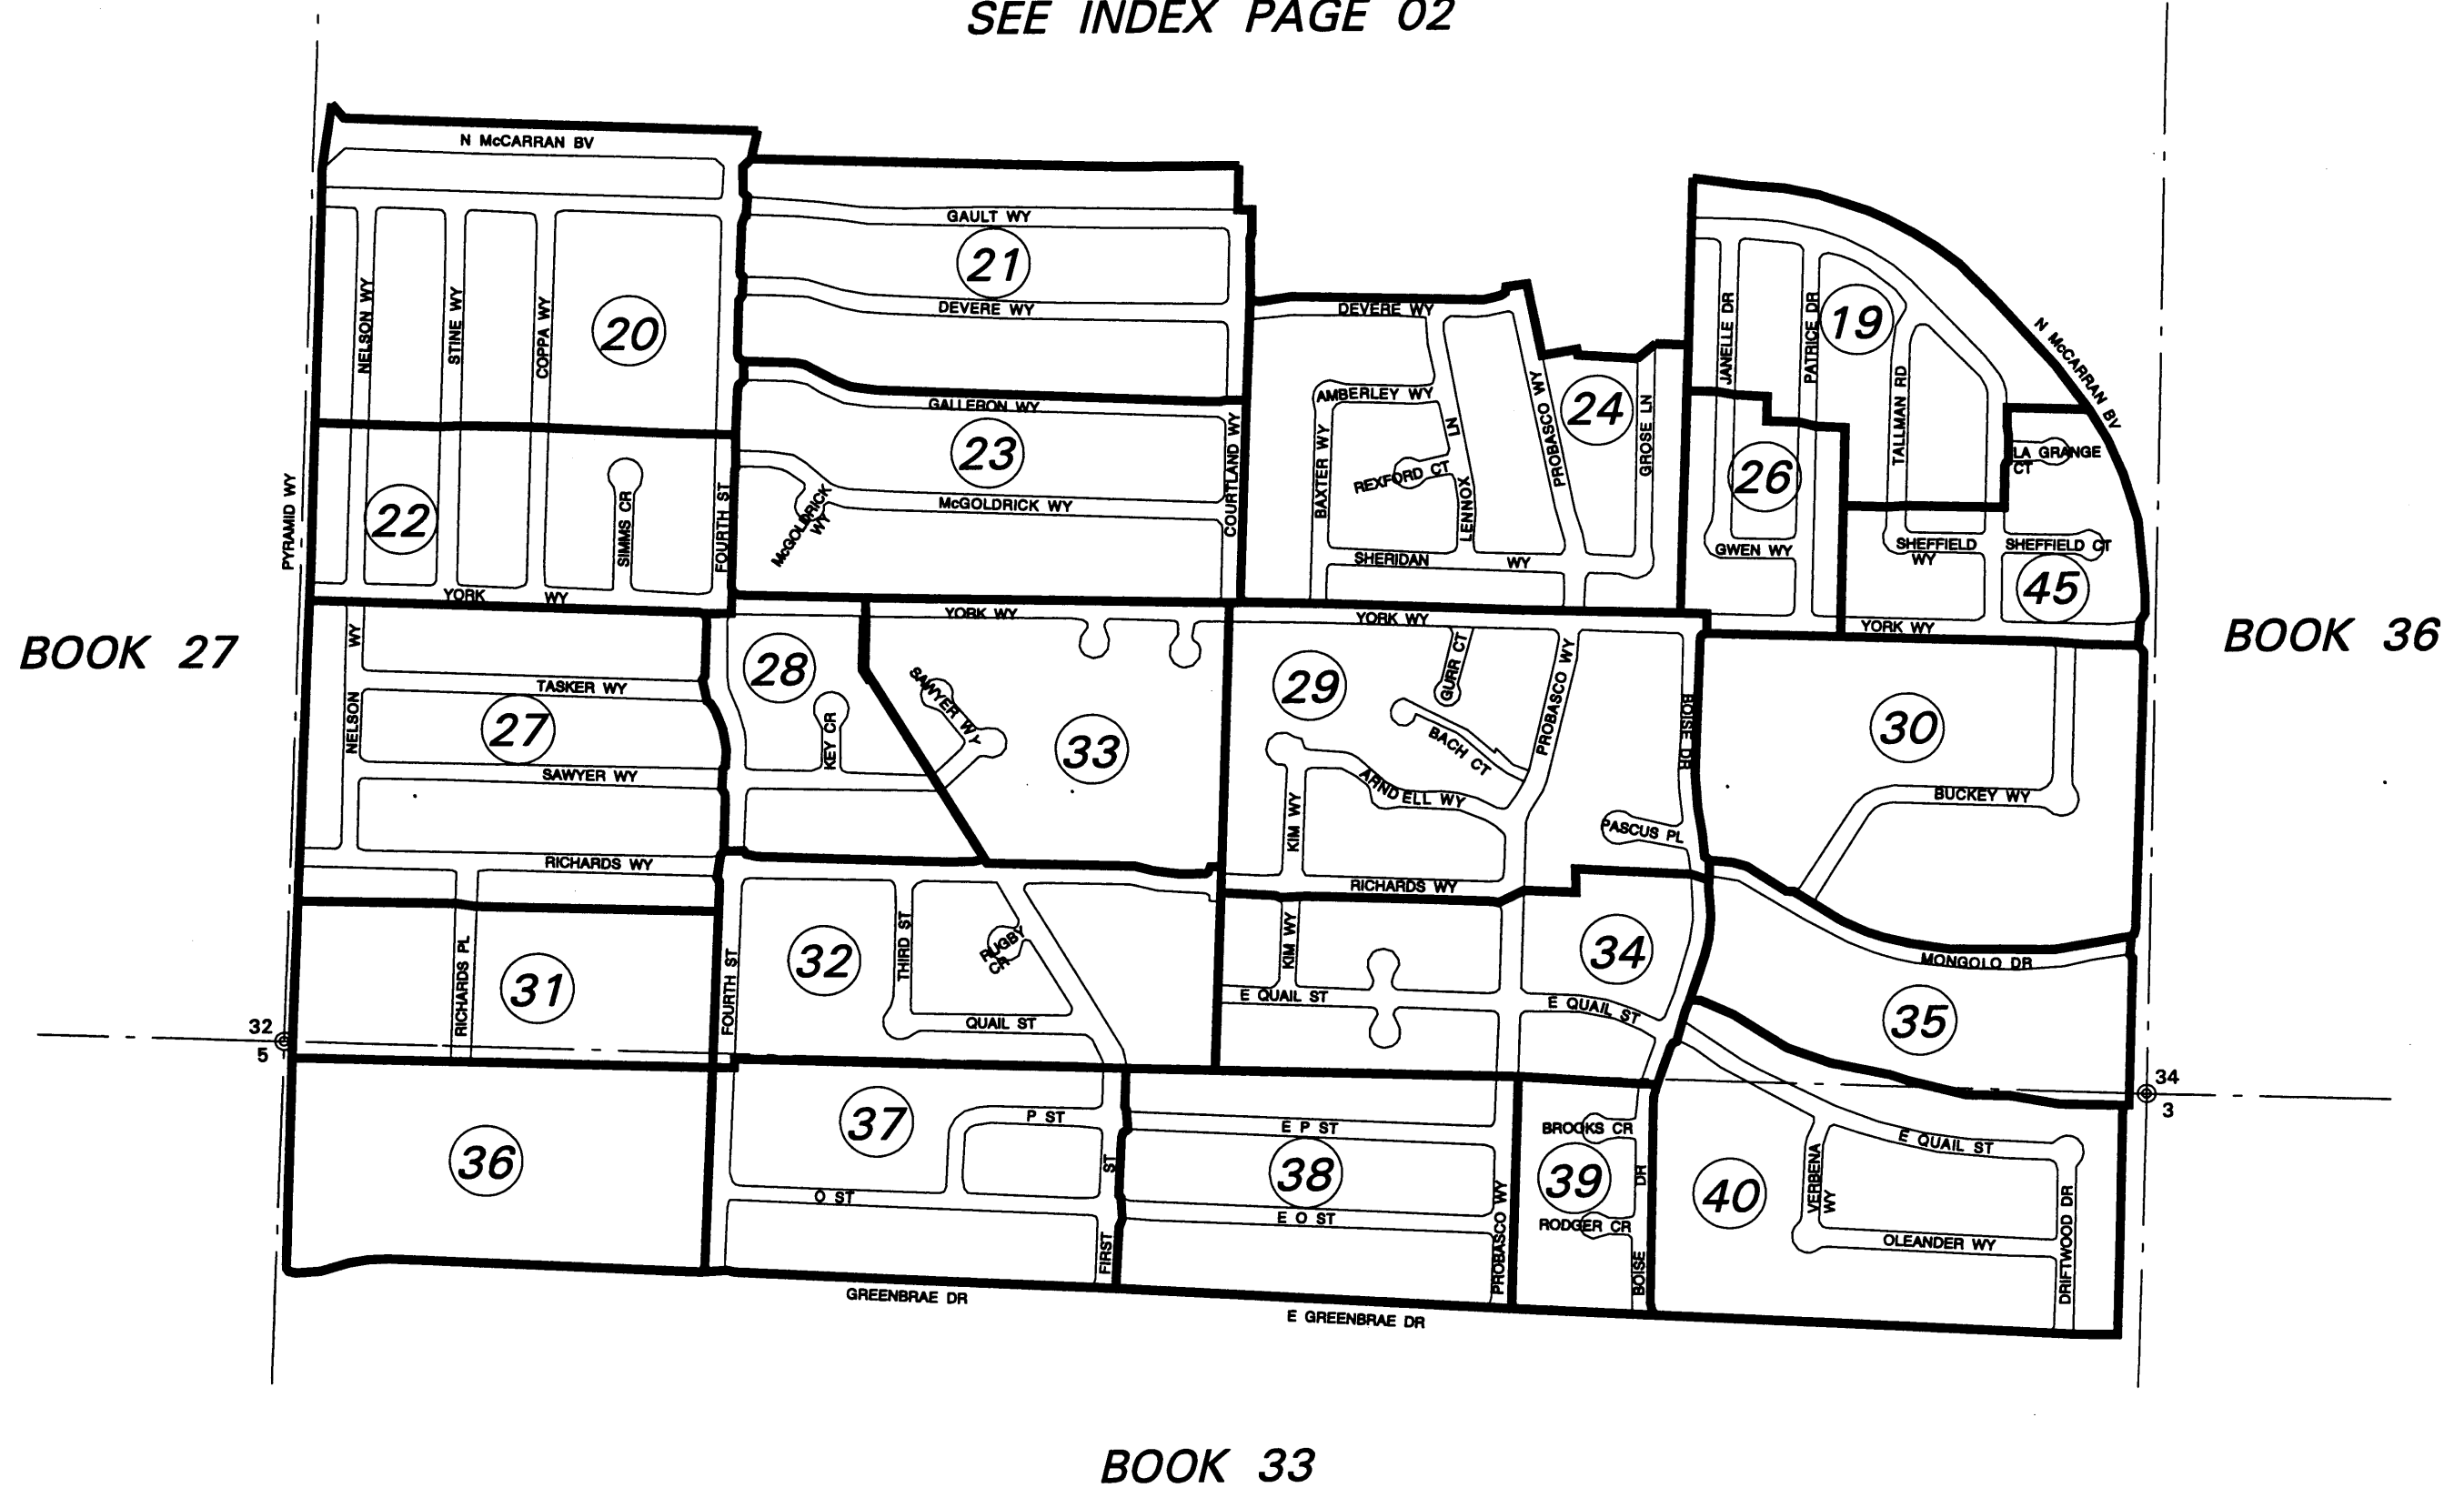 SEE INDEX PAGE 02
N McCARRAN BV
GAULT WY
21
DEVERE WY
NELSON WY
STINE WY
COPPA WY
20
DEVERE WY
JANELLE DR
PATRICE DR
19
N McCARRAN BV
GALLERON WY
23
COURTLAND WY
AMBERLEY WY
LN
PROBASCO WY
24
GROSE LN
TALLMAN RD
LA GRANGE
CT
BAXTER WY
REXFORD CT
LENNOX
26
PYRAMID WY
22
SIMMS CR
FOURTH ST
McGOLDRICK
WY
McGOLDRICK WY
SHERIDAN WY
GWEN WY
SHEFFIELD
WY
SHEFFIELD CT
45
YORK WY
YORK WY
YORK WY
YORK WY
BOOK 27
BOOK 36
WY
NELSON
TASKER WY
27
SAWYER WY
28
KEY CR
SAWYER WY
33
29
GURR CT
BACH CT
PROBASCO WY
BOISE DR
30
BUCKEY WY
ARNDELL WY
KIM WY
PASCUS PL
RICHARDS WY
RICHARDS WY
RICHARDS PL
31
FOURTH ST
32
THIRD ST
RUGBY
CR
QUAIL ST
KIM WY
34
E QUAIL ST
E QUAIL ST
MONGOLO DR
35
32
5
34
3
36
37
P ST
O ST
ST
FIRST
E P ST
38
E O ST
PROBASCO WY
BROOKS CR
39
DR
RODGER CR
BOISE
40
VERBENA
WY
E QUAIL ST
OLEANDER WY
DRIFTWOOD DR
GREENBRAE DR
E GREENBRAE DR
BOOK 33